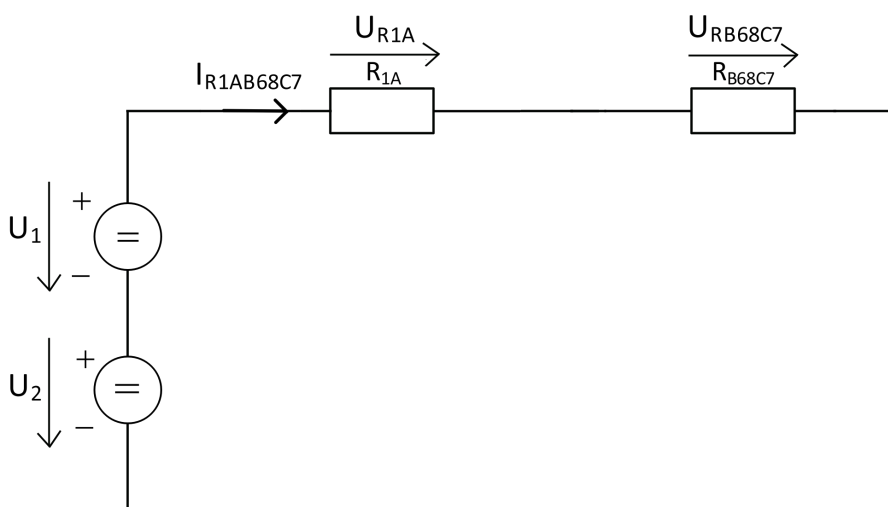 U_R1A
U_RB68C7
I_R1AB68C7
R_1A
R_B68C7
+
U_1
=
−
+
U_2
=
−